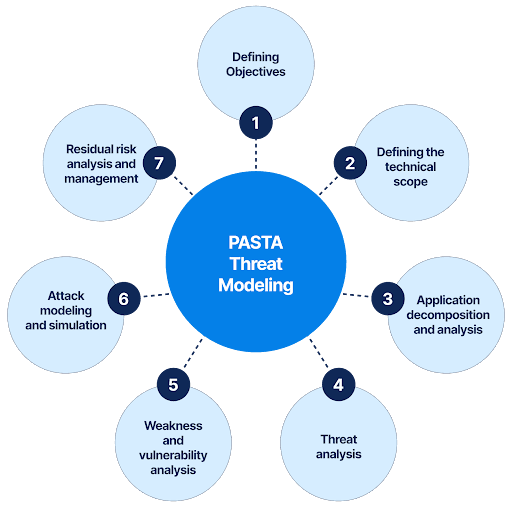 Defining
Objectives
1
2
Defining the
technical
scope
3
Application
decomposition
and analysis
4
Threat
analysis
5
Weakness
and
vulnerability
analysis
6
Attack
modeling
and simulation
7
Residual risk
analysis and
management
PASTA
Threat
Modeling